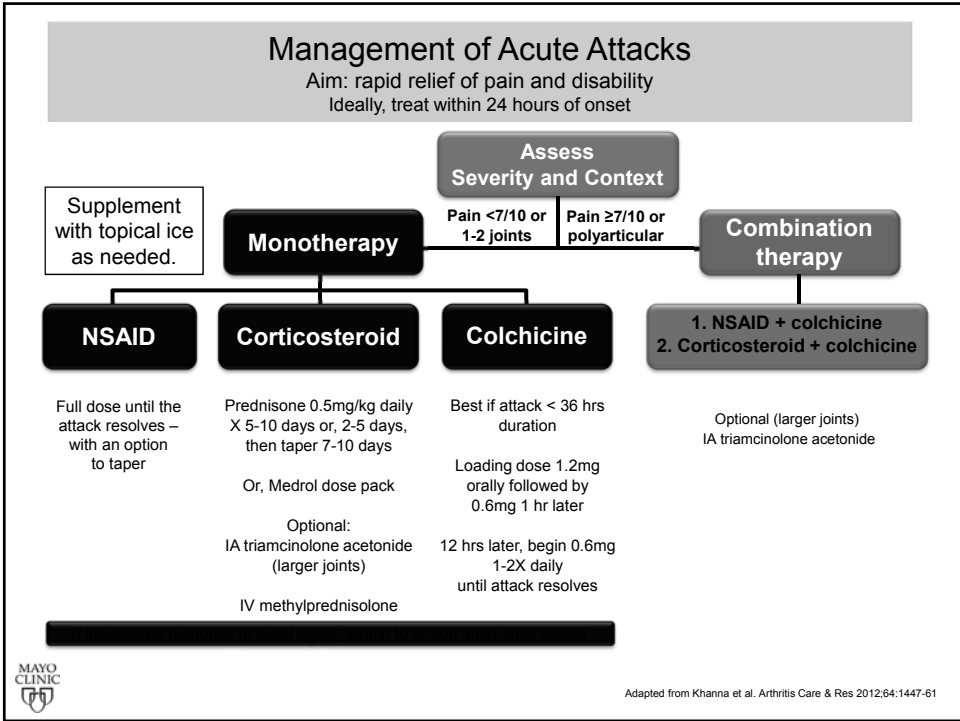 Management of Acute Attacks
Aim: rapid relief of pain and disability
Ideally, treat within 24 hours of onset
Assess
Severity and Context
Supplement
with topical ice
as needed.
Pain <7/10 or
1-2 joints
Pain ≥7/10 or
polyarticular
Monotherapy
Combination
therapy
NSAID
Corticosteroid
Colchicine
1. NSAID + colchicine
2. Corticosteroid + colchicine
Full dose until the
attack resolves –
with an option
to taper
Prednisone 0.5mg/kg daily
X 5-10 days or, 2-5 days,
then taper 7-10 days
Or, Medrol dose pack
Optional:
IA triamcinolone acetonide
(larger joints)
IV methylprednisolone
Best if attack < 36 hrs
duration
Loading dose 1.2mg
orally followed by
0.6mg 1 hr later
12 hrs later, begin 0.6mg
1-2X daily
until attack resolves
Optional (larger joints)
IA triamcinolone acetonide
MAYO
CLINIC
Adapted from Khanna et al. Arthritis Care & Res 2012;64:1447-61